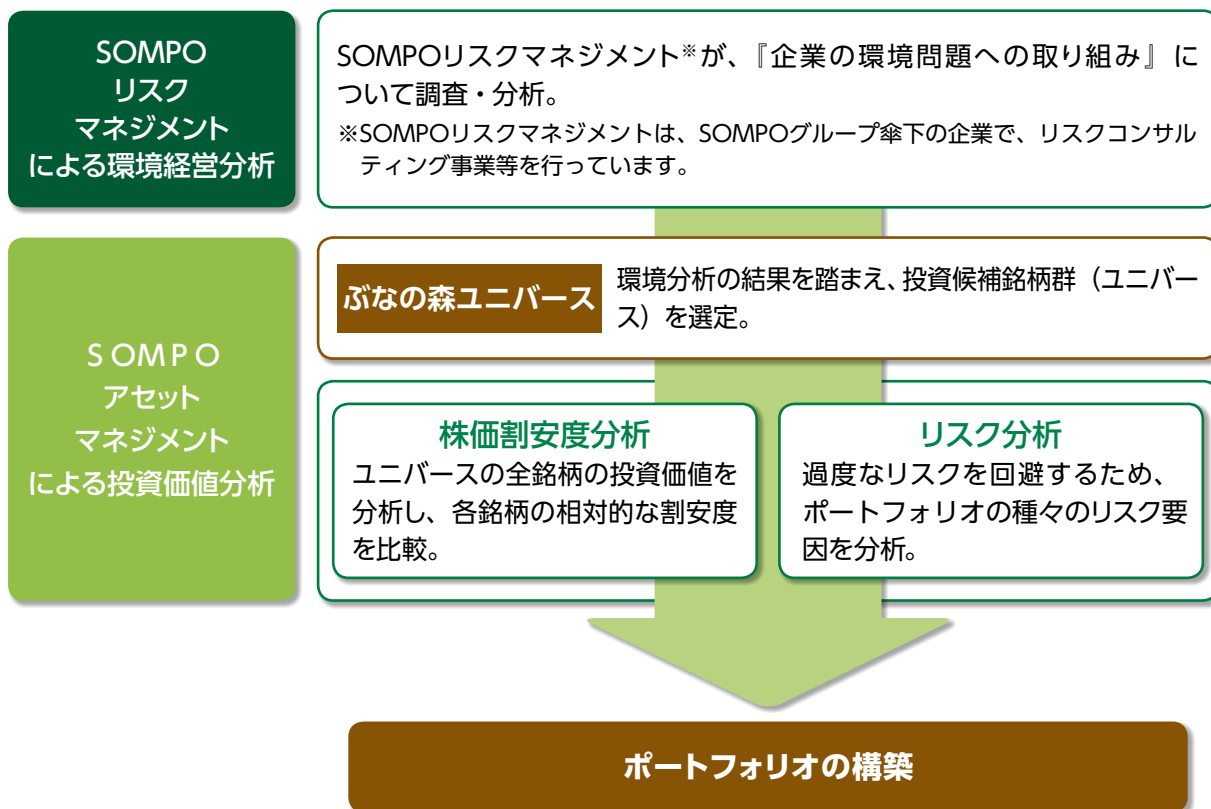 SOMPO
リスク
マネジメント
による環境経営分析
SOMPOリスクマネジメント※が、『企業の環境問題への取り組み』に
ついて調査・分析。
※SOMPOリスクマネジメントは、SOMPOグループ傘下の企業で、リスクコンサル
ティング事業等を行っています。
SOMPO
アセット
マネジメント
による投資価値分析
ぶなの森ユニバース
環境分析の結果を踏まえ、投資候補銘柄群（ユニバー
ス）を選定。
株価割安度分析
ユニバースの全銘柄の投資価値を
分析し、各銘柄の相対的な割安度
を比較。
リスク分析
過度なリスクを回避するため、
ポートフォリオの種々のリスク要
因を分析。
ポートフォリオの構築